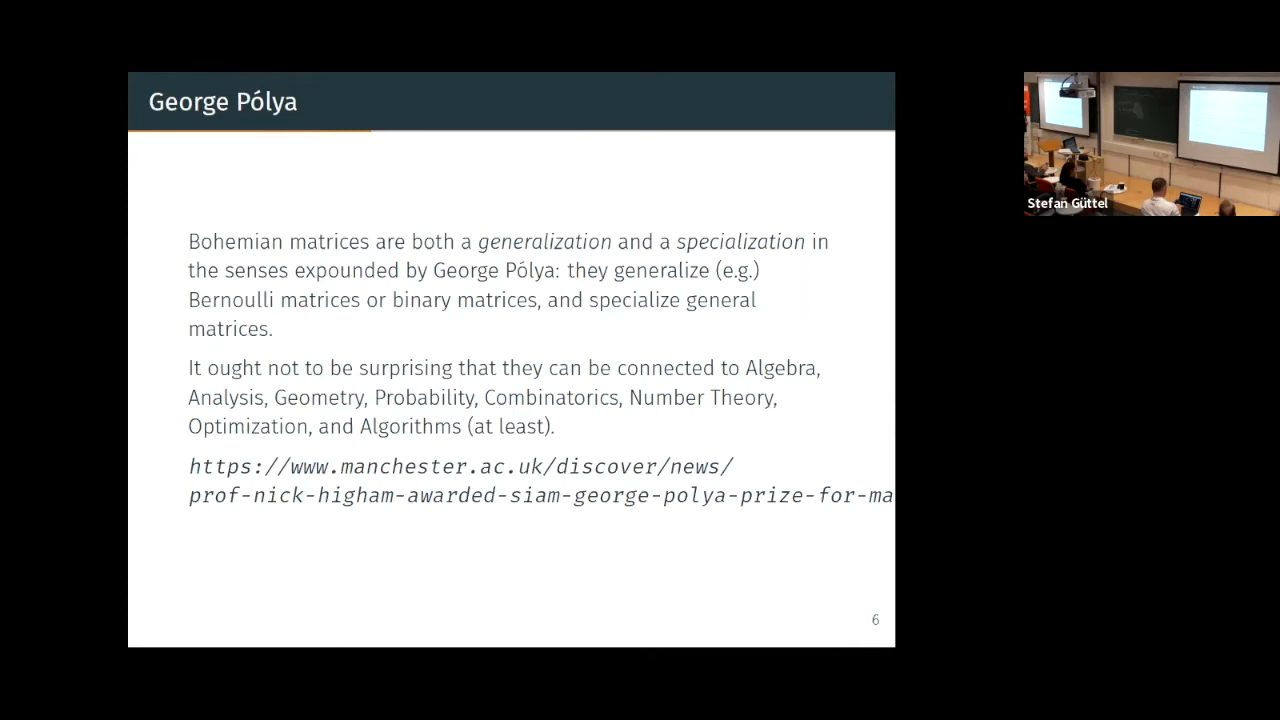 George Pólya
Bohemian matrices are both a generalization and a specialization in
the senses expounded by George Pólya: they generalize (e.g.)
Bernoulli matrices or binary matrices, and specialize general
matrices.
It ought not to be surprising that they can be connected to Algebra,
Analysis, Geometry, Probability, Combinatorics, Number Theory,
Optimization, and Algorithms (at least).
https://www.manchester.ac.uk/discover/news/
prof-nick-higham-awarded-siam-george-polya-prize-for-ma
6
Stefan Güttel